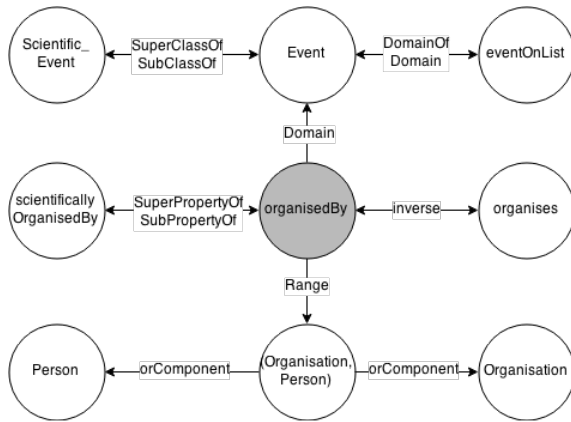 Scientific_
Event
SuperClassOf
SubClassOf
Event
DomainOf
Domain
eventOnList
Domain
scientifically
OrganisedBy
SuperPropertyOf
SubPropertyOf
organisedBy
inverse
organises
Range
Person
orComponent
(Organisation,
Person)
orComponent
Organisation